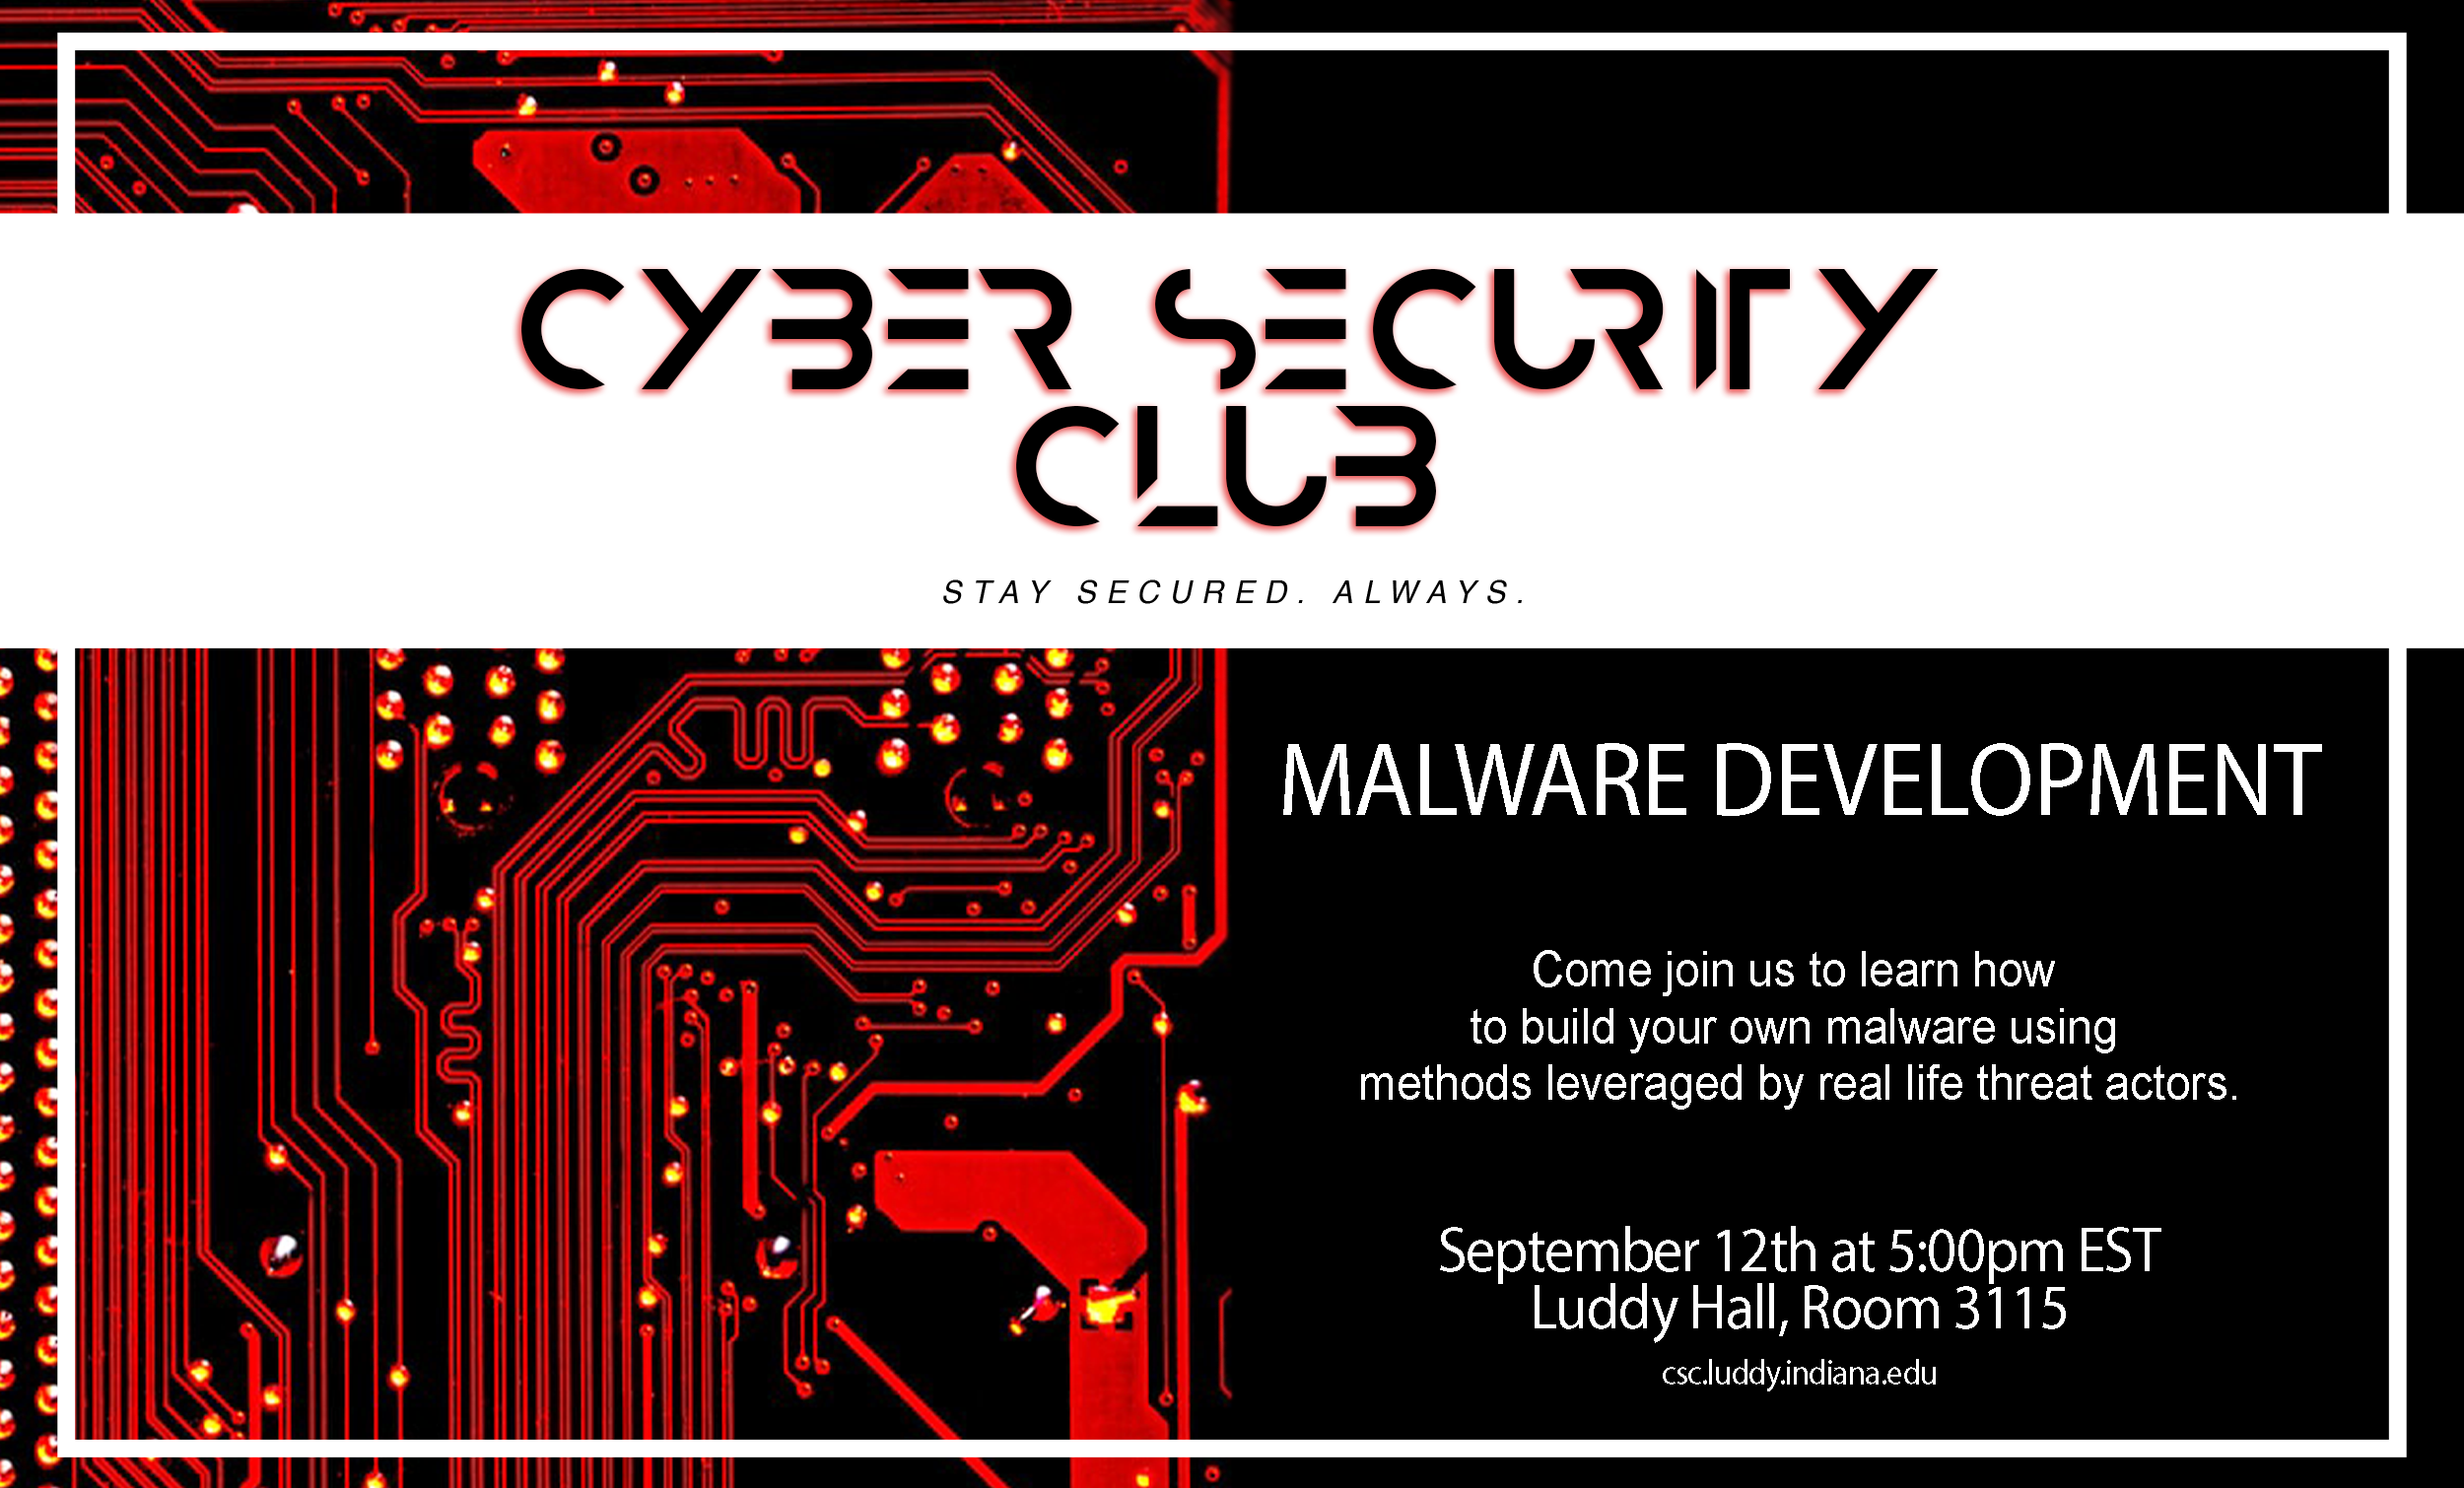 CYBER SECURITY
CLUB
STAY SECURED. ALWAYS.
MALWARE DEVELOPMENT
Come join us to learn how
to build your own malware using
methods leveraged by real life threat actors.
September 12th at 5:00pm EST
Luddy Hall, Room 3115
csc.luddy.indiana.edu